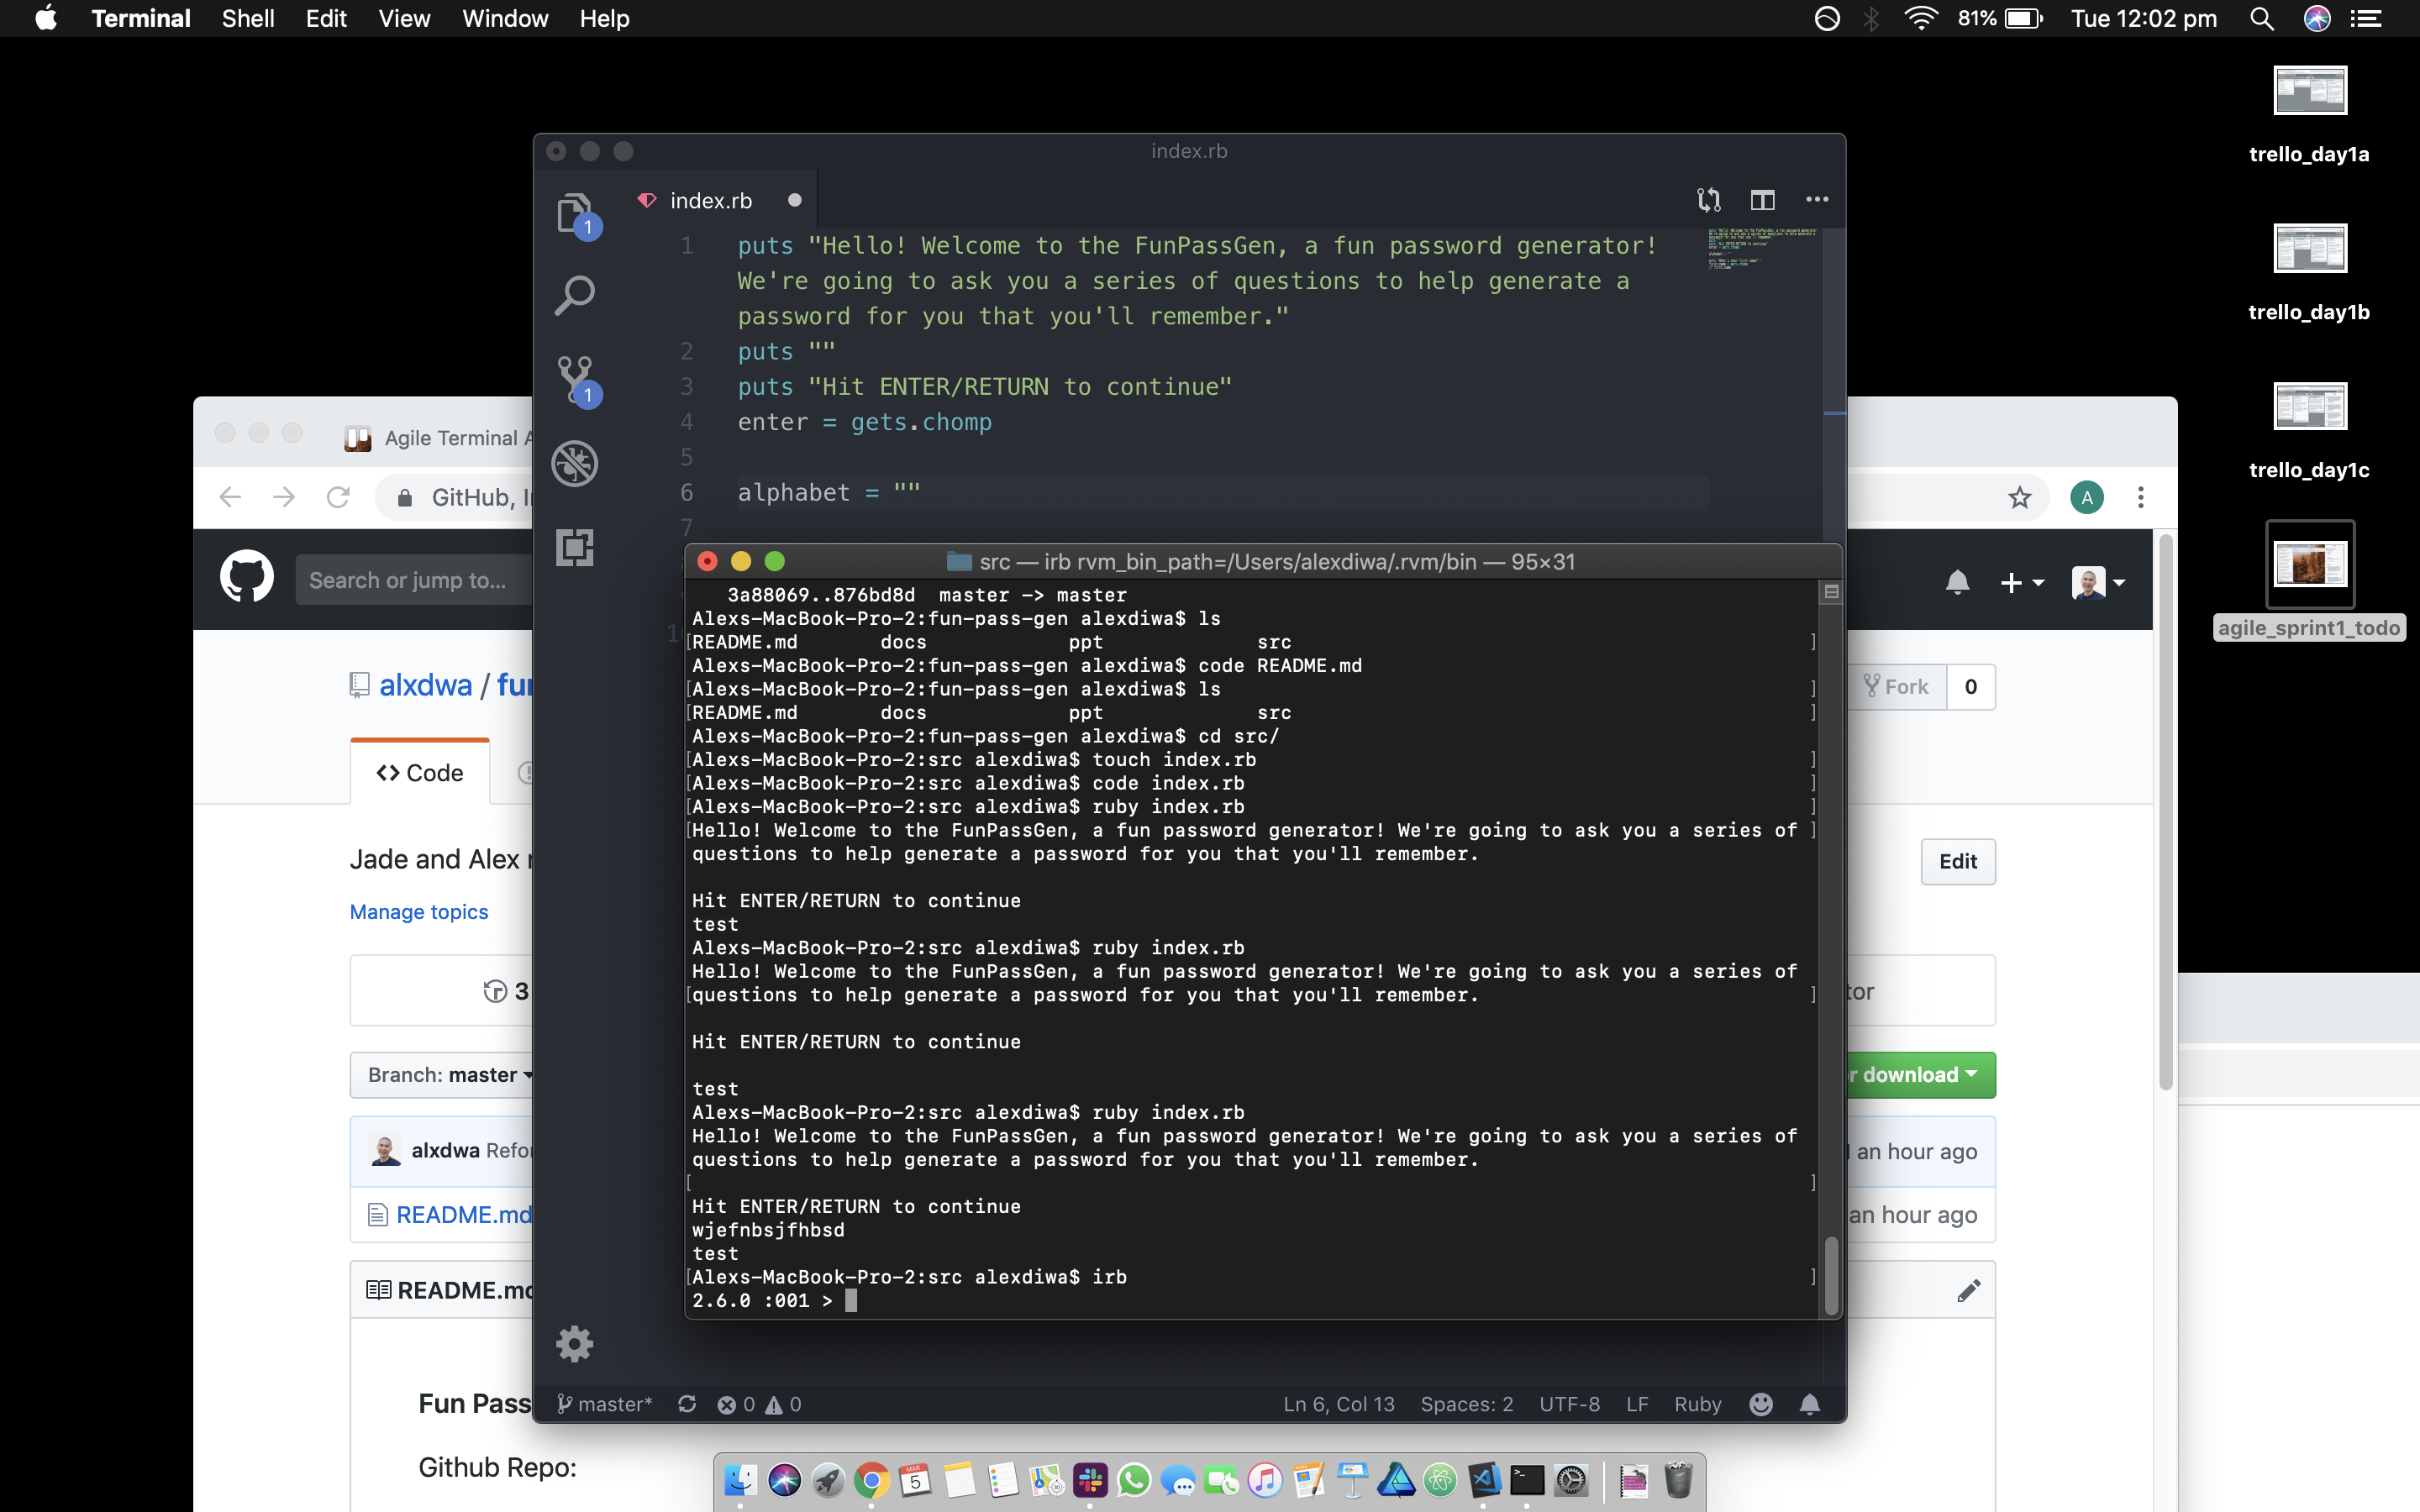 Terminal Shell Edit View Window Help 81% Tue 12:02 pm
trello_day1a
trello_day1b
trello_day1c
agile_sprint1_todo
index.rb
index.rb
1 puts "Hello! Welcome to the FunPassGen, a fun password generator!
We're going to ask you a series of questions to help generate a
password for you that you'll remember."
2 puts ""
3 puts "Hit ENTER/RETURN to continue"
4 enter = gets.chomp
5
6 alphabet = ""
7
1
1
Agile Terminal
GitHub, I
A
Search or jump to...
alxdwa / fun
Fork 0
Code
Jade and Alex
Edit
Manage topics
3
tor
Branch: master
r download
alxdwa Refo
an hour ago
README.md
an hour ago
README.md
Fun Pass
Github Repo:
src — irb rvm_bin_path=/Users/alexdiwa/.rvm/bin — 95×31
3a88069..876bd8d master -> master
Alexs-MacBook-Pro-2:fun-pass-gen alexdiwa$ ls
[README.md docs ppt src ]
Alexs-MacBook-Pro-2:fun-pass-gen alexdiwa$ code README.md
[Alexs-MacBook-Pro-2:fun-pass-gen alexdiwa$ ls ]
[README.md docs ppt src ]
Alexs-MacBook-Pro-2:fun-pass-gen alexdiwa$ cd src/
[Alexs-MacBook-Pro-2:src alexdiwa$ touch index.rb ]
[Alexs-MacBook-Pro-2:src alexdiwa$ code index.rb ]
[Alexs-MacBook-Pro-2:src alexdiwa$ ruby index.rb ]
[Hello! Welcome to the FunPassGen, a fun password generator! We're going to ask you a series of ]
questions to help generate a password for you that you'll remember.
Hit ENTER/RETURN to continue
test
Alexs-MacBook-Pro-2:src alexdiwa$ ruby index.rb
Hello! Welcome to the FunPassGen, a fun password generator! We're going to ask you a series of
[questions to help generate a password for you that you'll remember. ]
Hit ENTER/RETURN to continue
test
Alexs-MacBook-Pro-2:src alexdiwa$ ruby index.rb
Hello! Welcome to the FunPassGen, a fun password generator! We're going to ask you a series of
questions to help generate a password for you that you'll remember.
[ ]
Hit ENTER/RETURN to continue
wjefnbsjfhbsd
test
[Alexs-MacBook-Pro-2:src alexdiwa$ irb ]
2.6.0 :001 >
master* 0 0 Ln 6, Col 13 Spaces: 2 UTF-8 LF Ruby
MAR
5